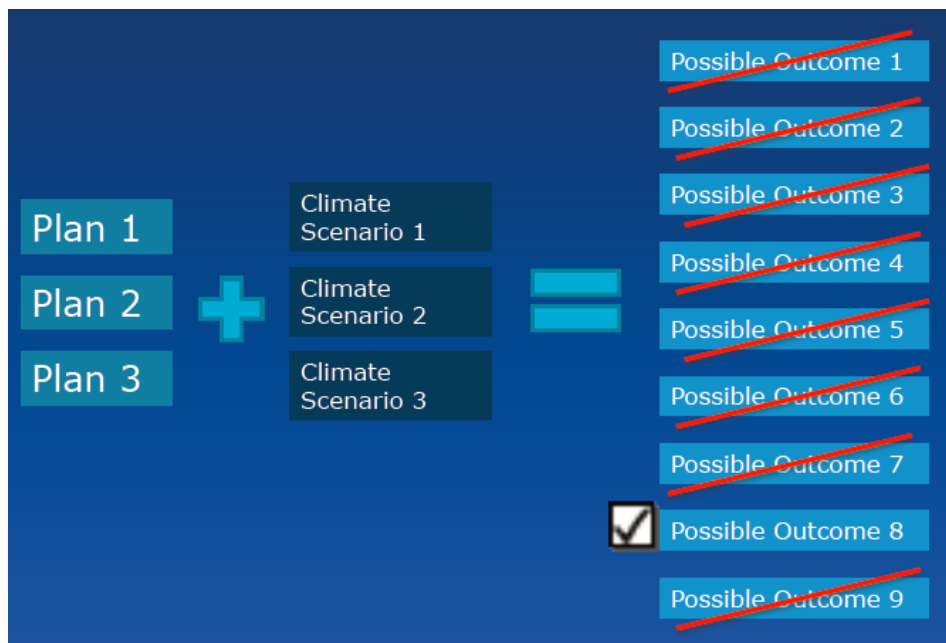 Plan 1
Plan 2
Plan 3
Climate
Scenario 1
Climate
Scenario 2
Climate
Scenario 3
Possible Outcome 1
Possible Outcome 2
Possible Outcome 3
Possible Outcome 4
Possible Outcome 5
Possible Outcome 6
Possible Outcome 7
Possible Outcome 8
Possible Outcome 9